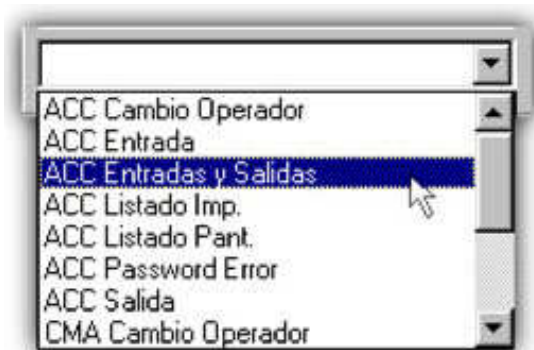 ACC Cambio Operador
ACC Entrada
ACC Entradas y Salidas
ACC Listado Imp.
ACC Listado Pant.
ACC Password Error
ACC Salida
CMA Cambio Operador